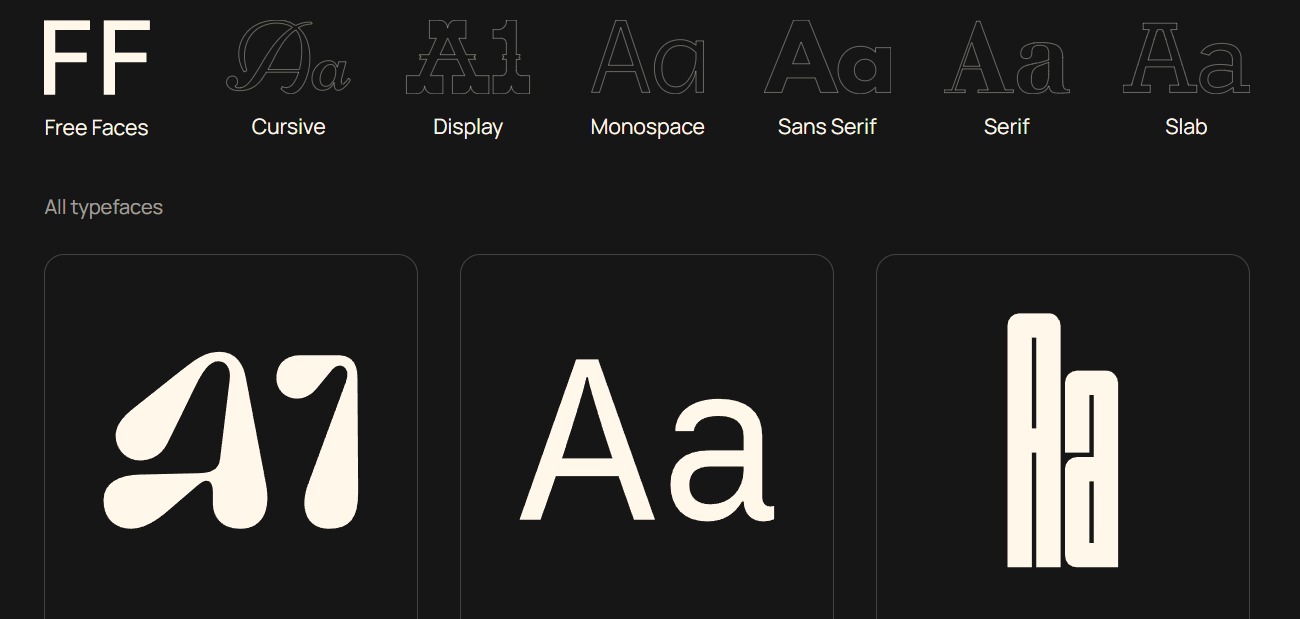 FF Aa A1 Aa Aa Aa Aa
Free Faces Cursive Display Monospace Sans Serif Serif Slab
All typefaces
A1 Aa Aa